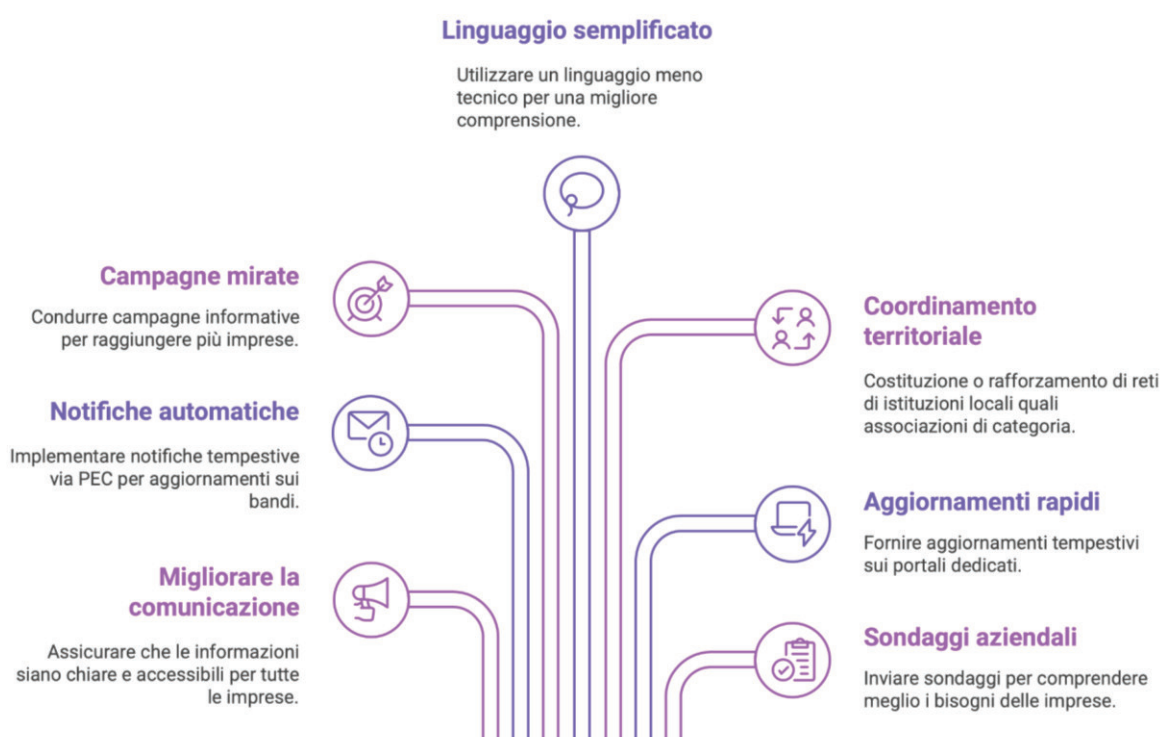 Linguaggio semplificato
Utilizzare un linguaggio meno
tecnico per una migliore
comprensione.
Campagne mirate
Condurre campagne informative
per raggiungere più imprese.
Notifiche automatiche
Implementare notifiche tempestive
via PEC per aggiornamenti sui
bandi.
Migliorare la
comunicazione
Assicurare che le informazioni
siano chiare e accessibili per tutte
le imprese.
Coordinamento
territoriale
Costituzione o rafforzamento di reti
di istituzioni locali quali
associazioni di categoria.
Aggiornamenti rapidi
Fornire aggiornamenti tempestivi
sui portali dedicati.
Sondaggi aziendali
Inviare sondaggi per comprendere
meglio i bisogni delle imprese.